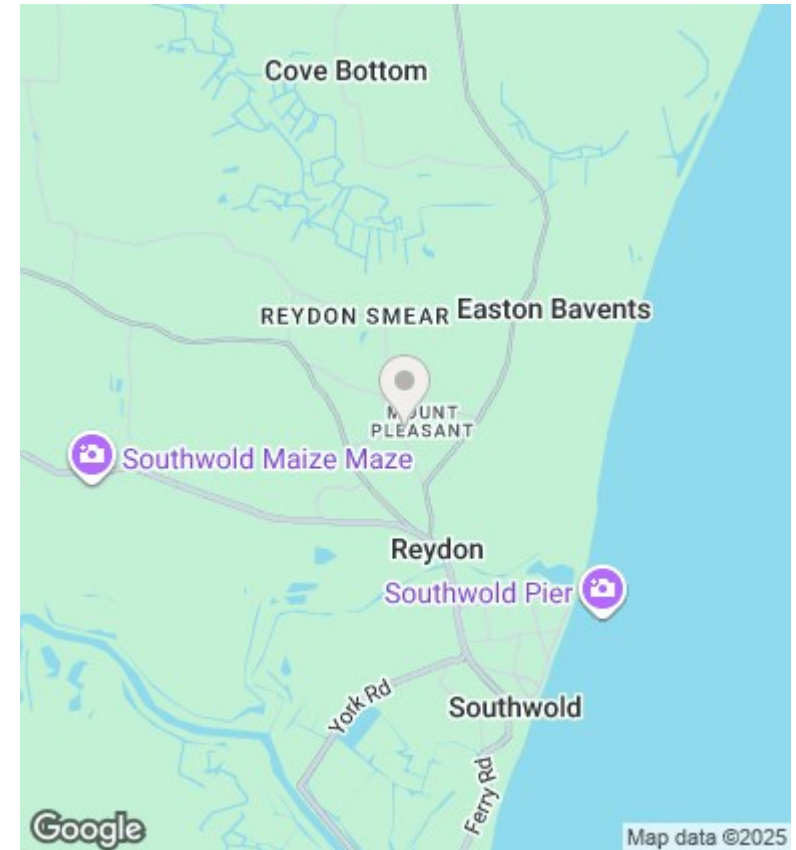 Cove Bottom
REYDON SMEAR
Easton Bavents
MOUNT
PLEASANT
Southwold Maize Maze
Reydon
Southwold Pier
York Rd
Southwold
Ferry Rd
Google
Map data ©2025